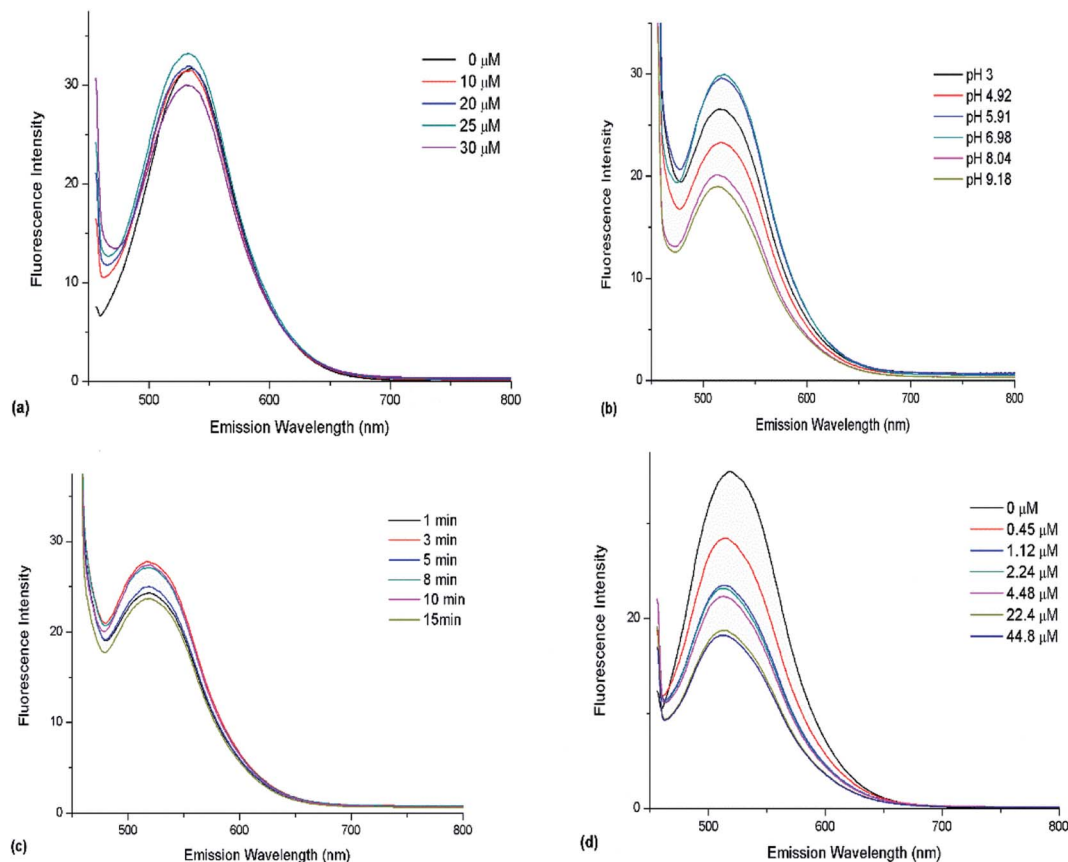 Fluorescence Intensity
30
20
10
0
500
600
700
800
Emission Wavelength (nm)
0 µM
10 µM
20 µM
25 µM
30 µM
(a)
Fluorescence Intensity
30
20
10
0
500
600
700
800
Emission Wavelength (nm)
pH 3
pH 4.92
pH 5.91
pH 6.98
pH 8.04
pH 9.18
(b)
Fluorescence Intensity
30
20
10
0
500
600
700
800
Emission Wavelength (nm)
1 min
3 min
5 min
8 min
10 min
15min
(c)
Fluorescence Intensity
20
0
500
600
700
800
Emission Wavelength (nm)
0 µM
0.45 µM
1.12 µM
2.24 µM
4.48 µM
22.4 µM
44.8 µM
(d)